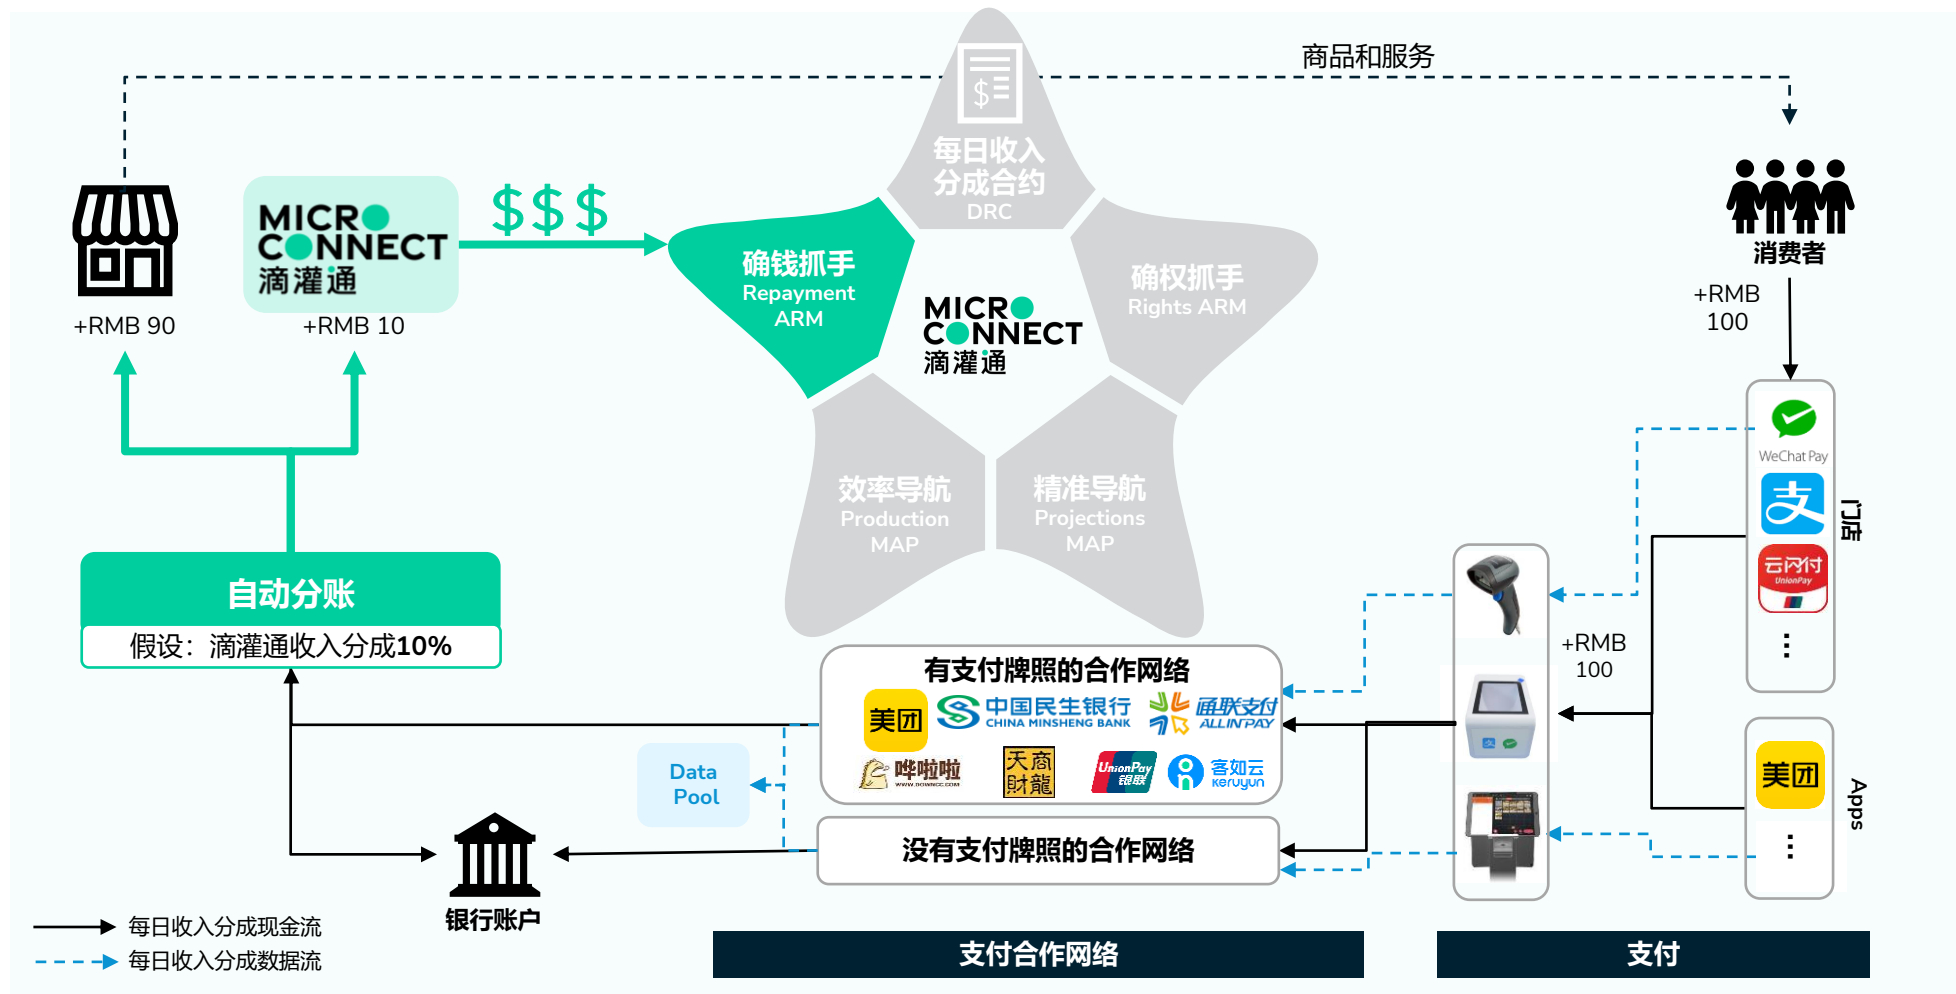 商品和服务
$
每日收入
分成合约
DRC
MICRO
CONNECT
滴灌通
$$$
+RMB 90
+RMB 10
确钱抓手
Repayment
ARM
确权抓手
Rights ARM
MICRO
CONNECT
滴灌通
效率导航
Production
MAP
精准导航
Projections
MAP
消费者
+RMB
100
WeChat Pay
支
云闪付
UnionPay
⋮
门店
+RMB
100
美团
⋮
Apps
自动分账
假设：滴灌通收入分成10%
有支付牌照的合作网络
美团
中国民生银行
CHINA MINSHENG BANK
通联支付
ALLINPAY
哗啦啦
WWW.DOWNCC.COM
天商
财龍
UnionPay
银联
客如云
Keruyun
Data
Pool
没有支付牌照的合作网络
银行账户
每日收入分成现金流
每日收入分成数据流
支付合作网络
支付